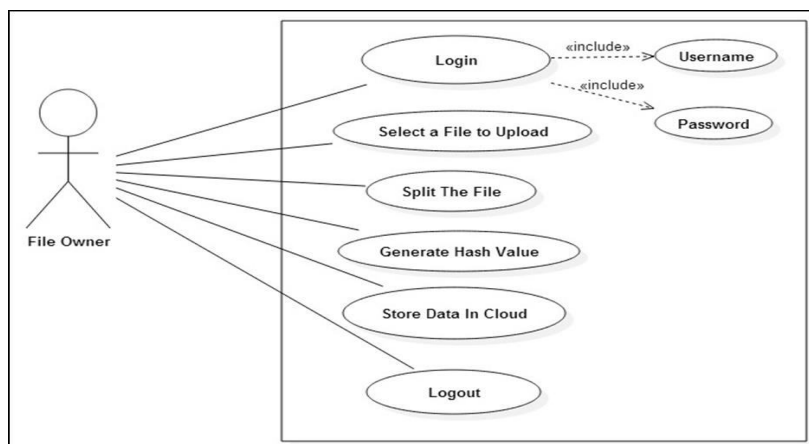 Login
«include»
Username
«include»
Password
Select a File to Upload
Split The File
File Owner
Generate Hash Value
Store Data In Cloud
Logout